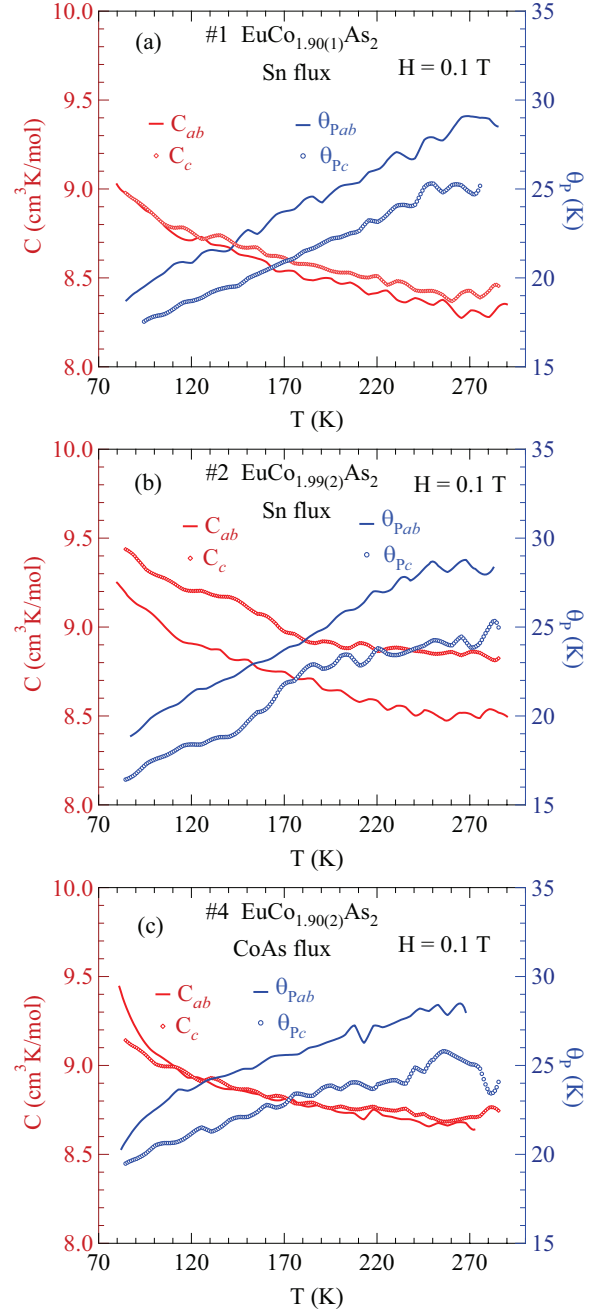 (a) #1 EuCo1.90(1)As2
Sn flux
H = 0.1 T
Cab
Cc
θPab
θPc
C (cm3K/mol)
10.0
9.5
9.0
8.5
8.0
θP (K)
35
30
25
20
15
70 120 170 220 270
T (K)
(b) #2 EuCo1.99(2)As2
Sn flux
H = 0.1 T
Cab
Cc
θPab
θPc
C (cm3K/mol)
10.0
9.5
9.0
8.5
8.0
θP (K)
35
30
25
20
15
70 120 170 220 270
T (K)
(c) #4 EuCo1.90(2)As2
CoAs flux
H = 0.1 T
Cab
Cc
θPab
θPc
C (cm3K/mol)
10.0
9.5
9.0
8.5
8.0
θP (K)
35
30
25
20
15
70 120 170 220 270
T (K)